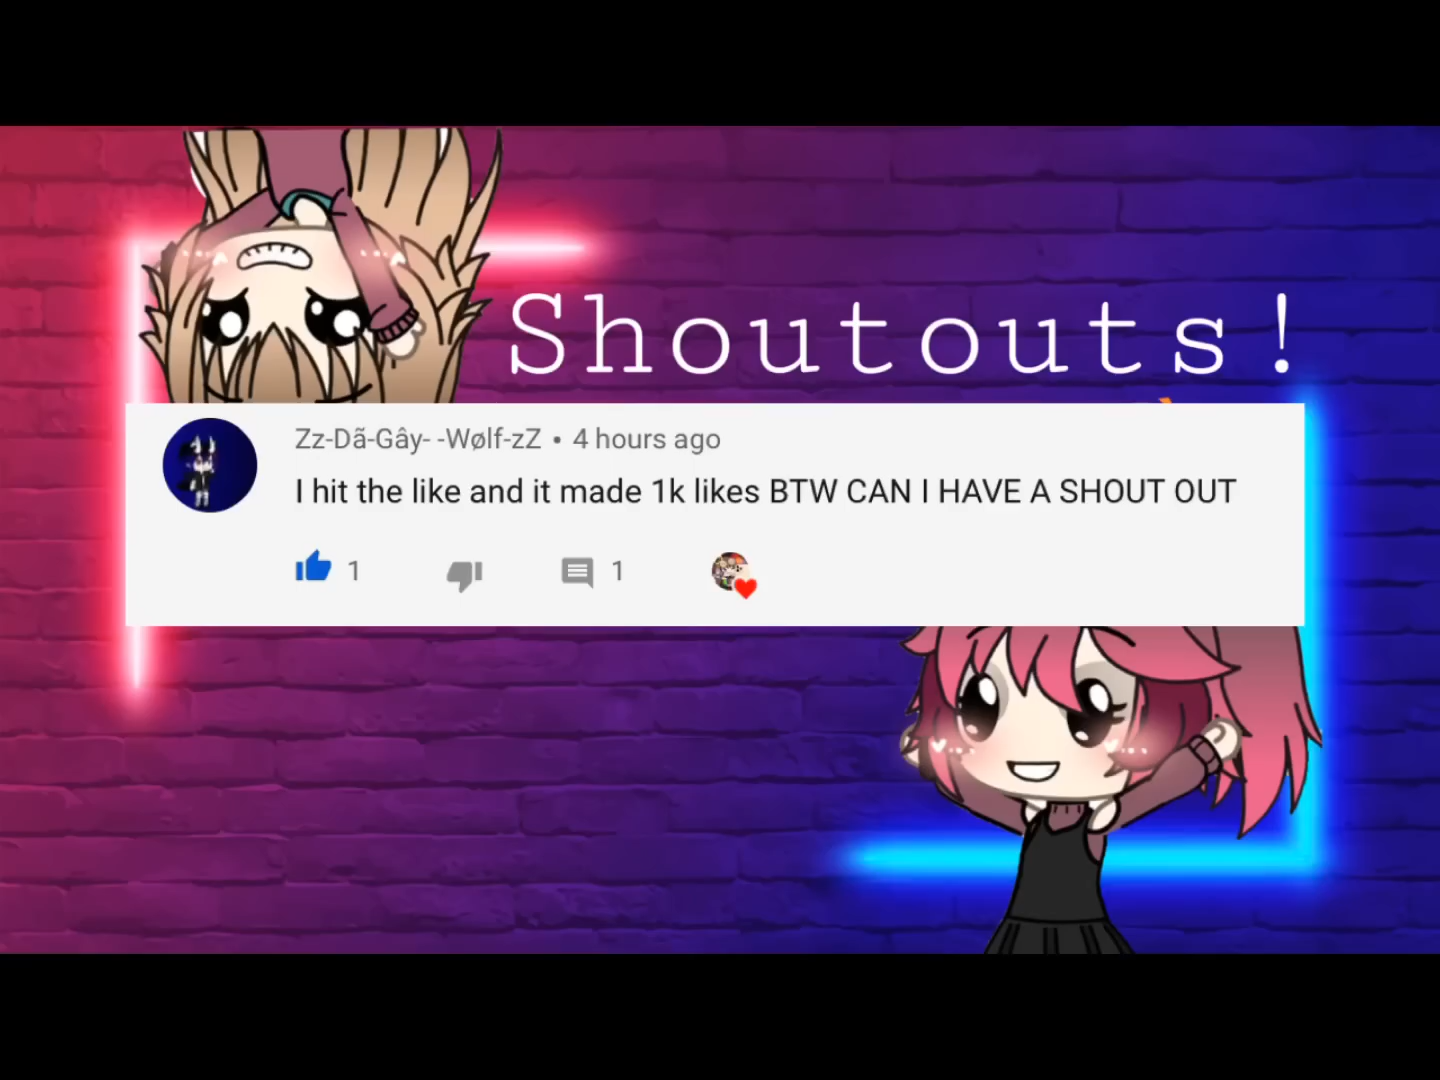 Shoutouts!
Zz-Dã-Gây- -Wølf-zZ • 4 hours ago
I hit the like and it made 1k likes BTW CAN I HAVE A SHOUT OUT
1 1